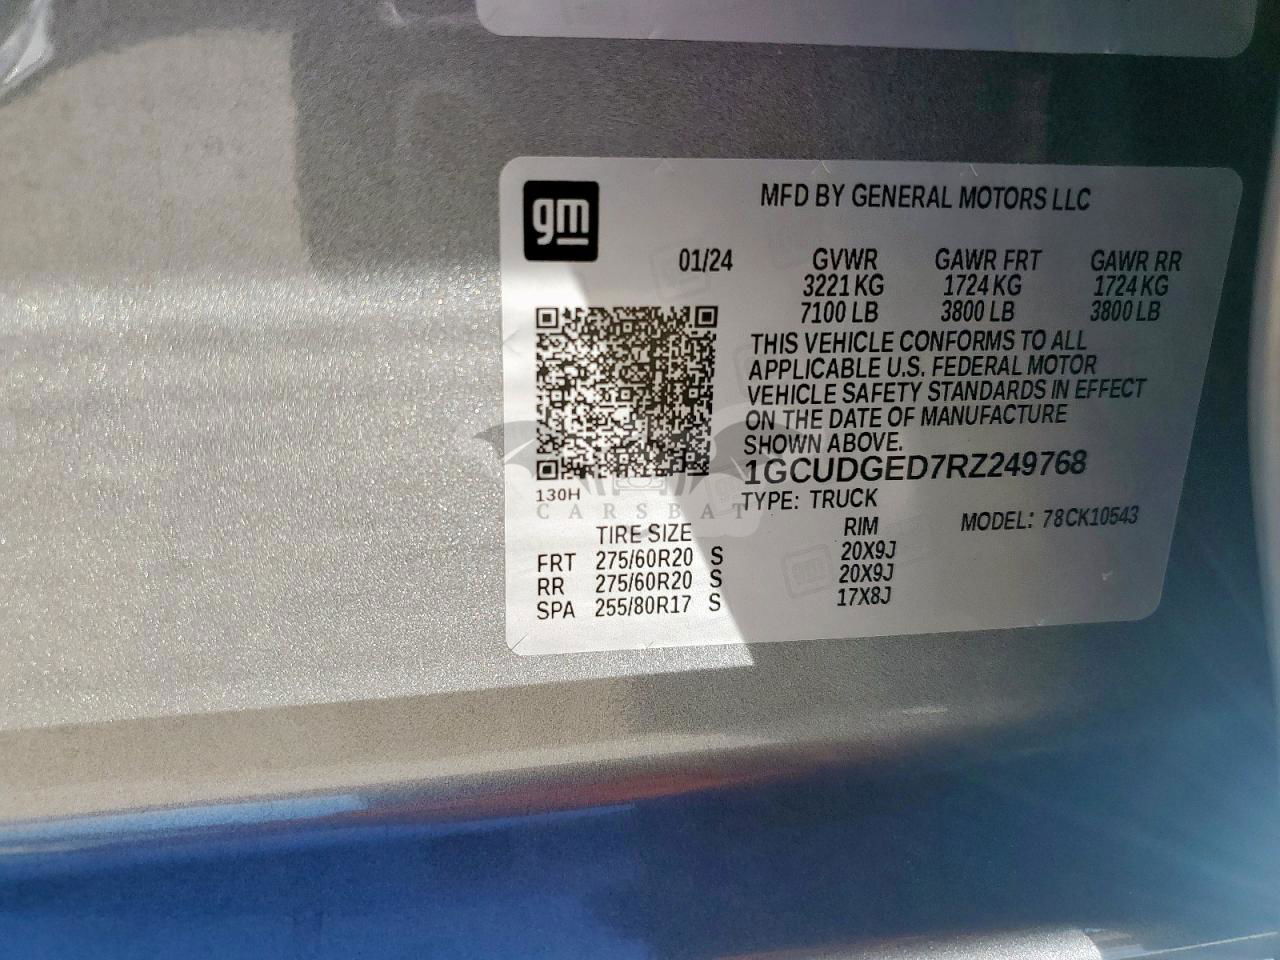 gm
MFD BY GENERAL MOTORS LLC
01/24 GVWR GAWR FRT GAWR RR
3221 KG 1724 KG 1724 KG
7100 LB 3800 LB 3800 LB
THIS VEHICLE CONFORMS TO ALL
APPLICABLE U.S. FEDERAL MOTOR
VEHICLE SAFETY STANDARDS IN EFFECT
ON THE DATE OF MANUFACTURE
SHOWN ABOVE.
1GCUDGED7RZ249768
130H TYPE: TRUCK
CARSBAT
TIRE SIZE RIM MODEL: 78CK10543
FRT 275/60R20 S 20X9J
RR 275/60R20 S 20X9J
SPA 255/80R17 S 17X8J